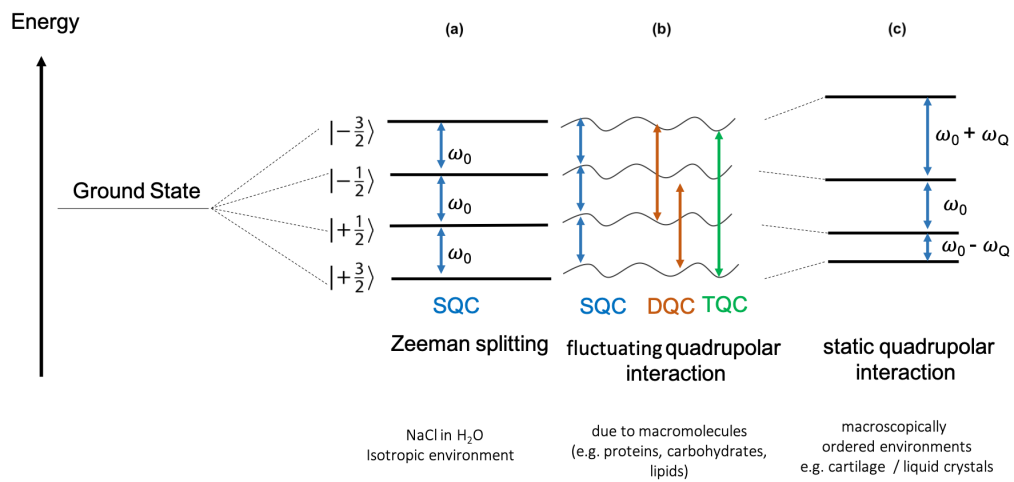 Energy
(a)
(b)
(c)
Ground State
|−3/2⟩
|−1/2⟩
|+1/2⟩
|+3/2⟩
ω₀
ω₀
ω₀
ω₀ + ω_Q
ω₀
ω₀ - ω_Q
SQC
SQC
DQC
TQC
Zeeman splitting
fluctuating quadrupolar
interaction
static quadrupolar
interaction
NaCl in H₂O
Isotropic environment
due to macromolecules
(e.g. proteins, carbohydrates,
lipids)
macroscopically
ordered environments
e.g. cartilage / liquid crystals